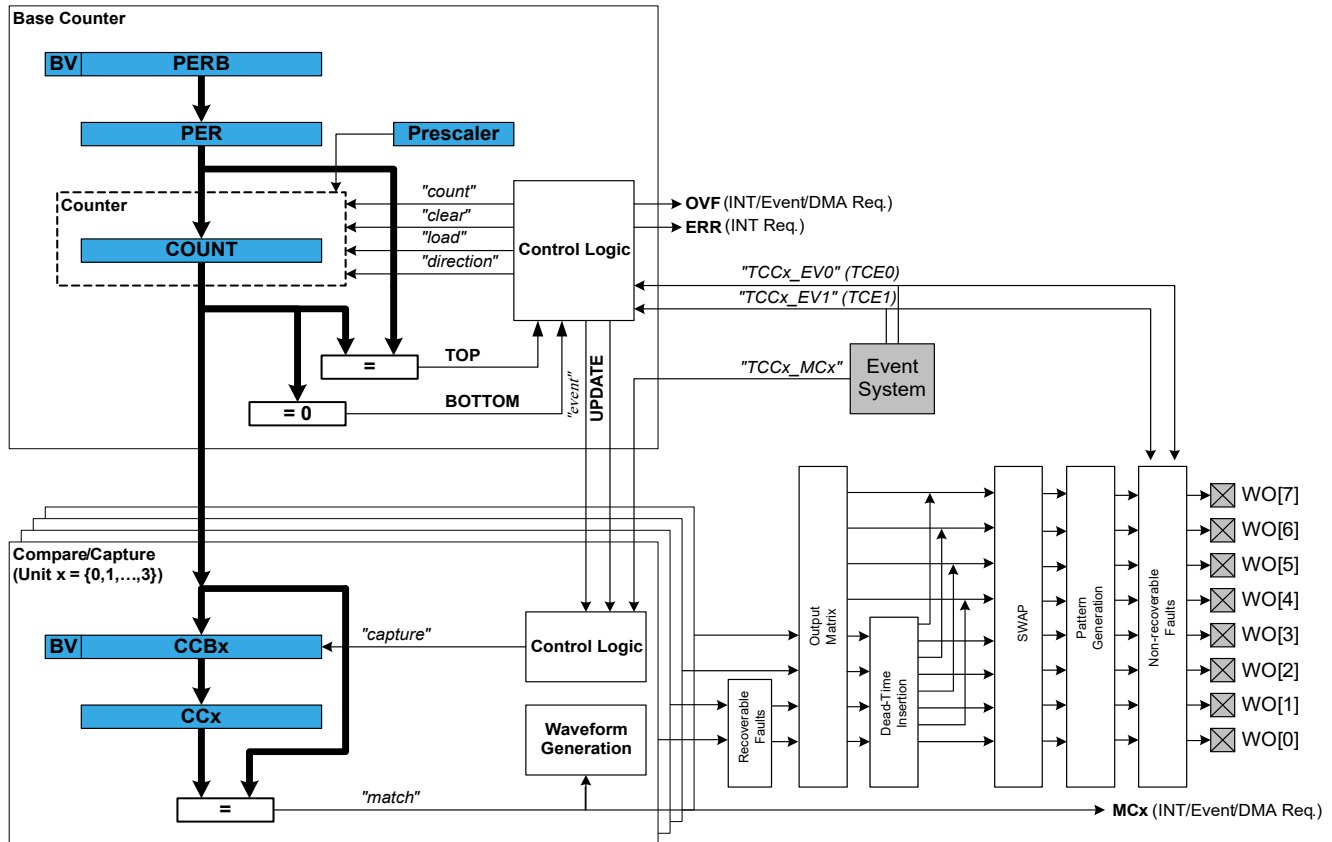 Base Counter
BV
PERB
PER
Prescaler
Counter
COUNT
"count"
"clear"
"load"
"direction"
Control Logic
OVF (INT/Event/DMA Req.)
ERR (INT Req.)
"TCCx_EV0" (TCE0)
"TCCx_EV1" (TCE1)
"TCCx_MCx"
Event
System
=
TOP
= 0
BOTTOM
"event"
UPDATE
Compare/Capture
(Unit x = {0,1,…,3})
BV
CCBx
CCx
"capture"
Control Logic
Waveform
Generation
=
"match"
Recoverable
Faults
Output
Matrix
Dead-Time
Insertion
SWAP
Pattern
Generation
Non-recoverable
Faults
WO[7]
WO[6]
WO[5]
WO[4]
WO[3]
WO[2]
WO[1]
WO[0]
MCx (INT/Event/DMA Req.)